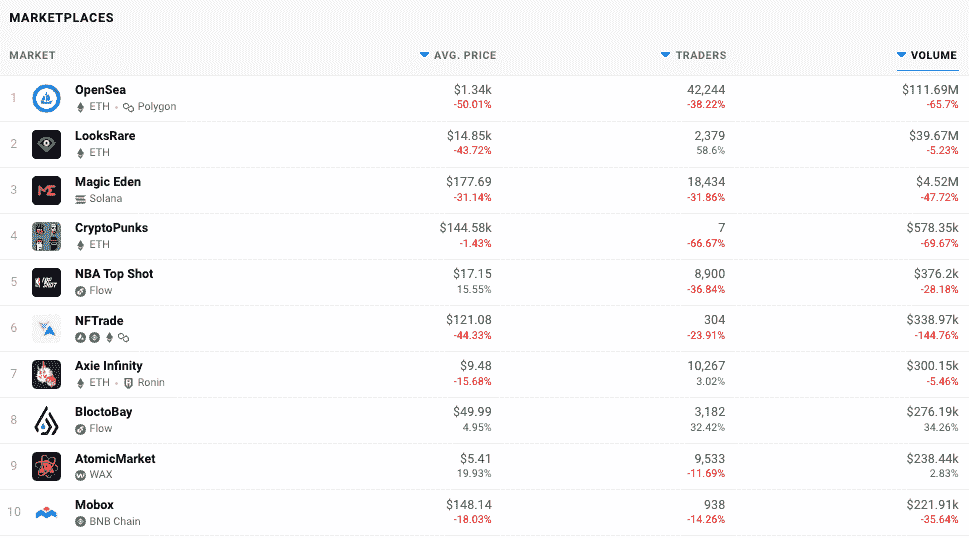 MARKETPLACES
MARKET AVG. PRICE TRADERS VOLUME
1 OpenSea $1.34k 42,244 $111.69M
ETH • Polygon -50.01% -38.22% -65.7%
2 LooksRare $14.85k 2,379 $39.67M
ETH -43.72% 58.6% -5.23%
3 Magic Eden $177.69 18,434 $4.52M
ME Solana -31.14% -31.86% -47.72%
4 CryptoPunks $144.58k 7 $578.35k
ETH -1.43% -66.67% -69.67%
5 NBA Top Shot $17.15 8,900 $376.2k
TOP SHOT Flow 15.55% -36.84% -28.18%
6 NFTrade $121.08 304 $338.97k
-44.33% -23.91% -144.76%
7 Axie Infinity $9.48 10,267 $300.15k
ETH • Ronin -15.68% 3.02% -5.46%
8 BloctoBay $49.99 3,182 $276.19k
Flow 4.95% 32.42% 34.26%
9 AtomicMarket $5.41 9,533 $238.44k
WAX 19.93% -11.69% 2.83%
10 Mobox $148.14 938 $221.91k
BNB Chain -18.03% -14.26% -35.64%